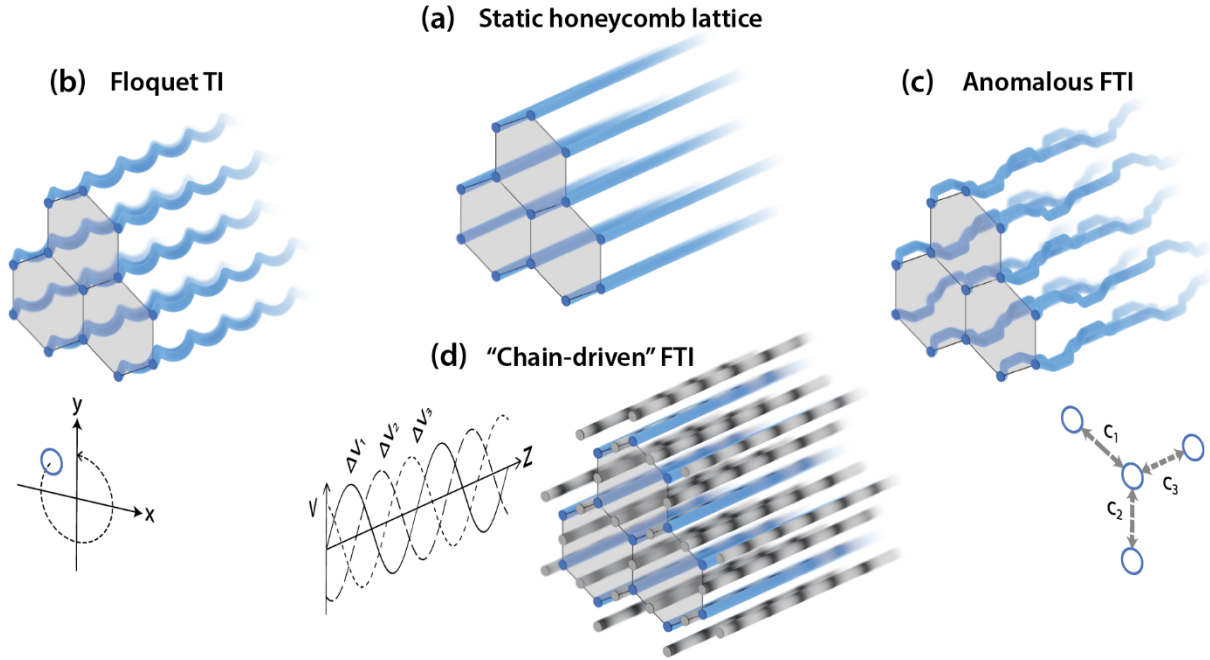 (a) Static honeycomb lattice
(b) Floquet TI
(c) Anomalous FTI
(d) “Chain-driven” FTI
y
x
V
ΔV₁
ΔV₂
ΔV₃
Z
C₁
C₂
C₃